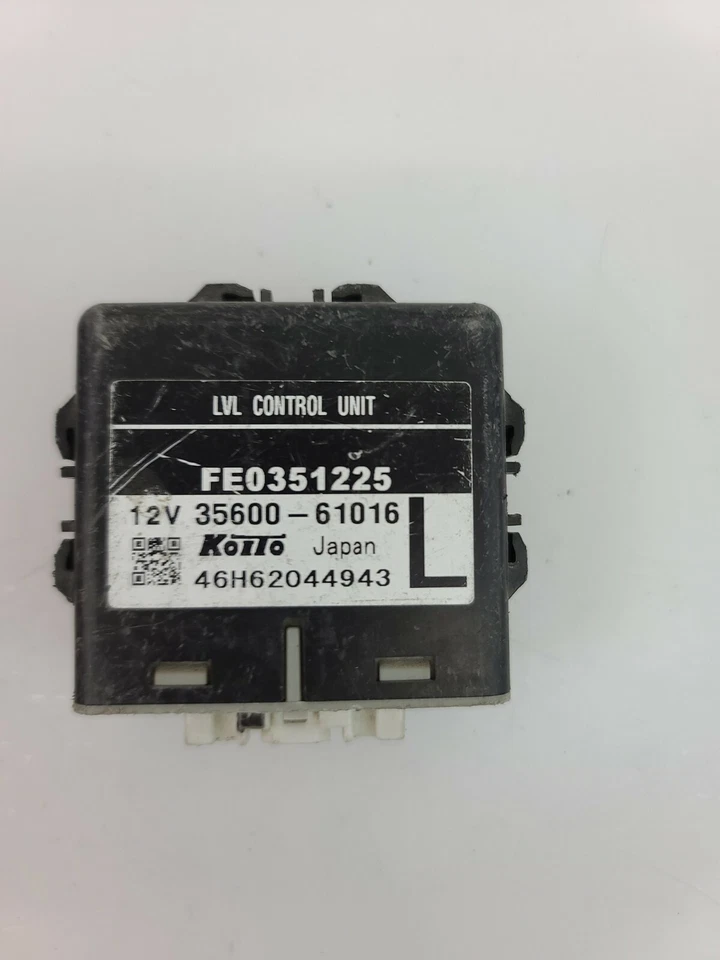 LVL CONTROL UNIT
FE0351225
12V 35600-61016
KOITO Japan
L
46H62044943